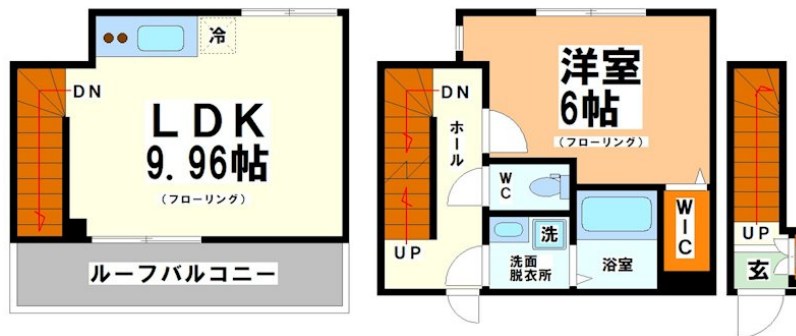 冷
DN
LDK
9.96帖
(フローリング)
ルーフバルコニー
DN
ホール
UP
洋室
6帖
(フローリング)
WC
洗
洗面
脱衣所
浴室
WIC
UP
玄